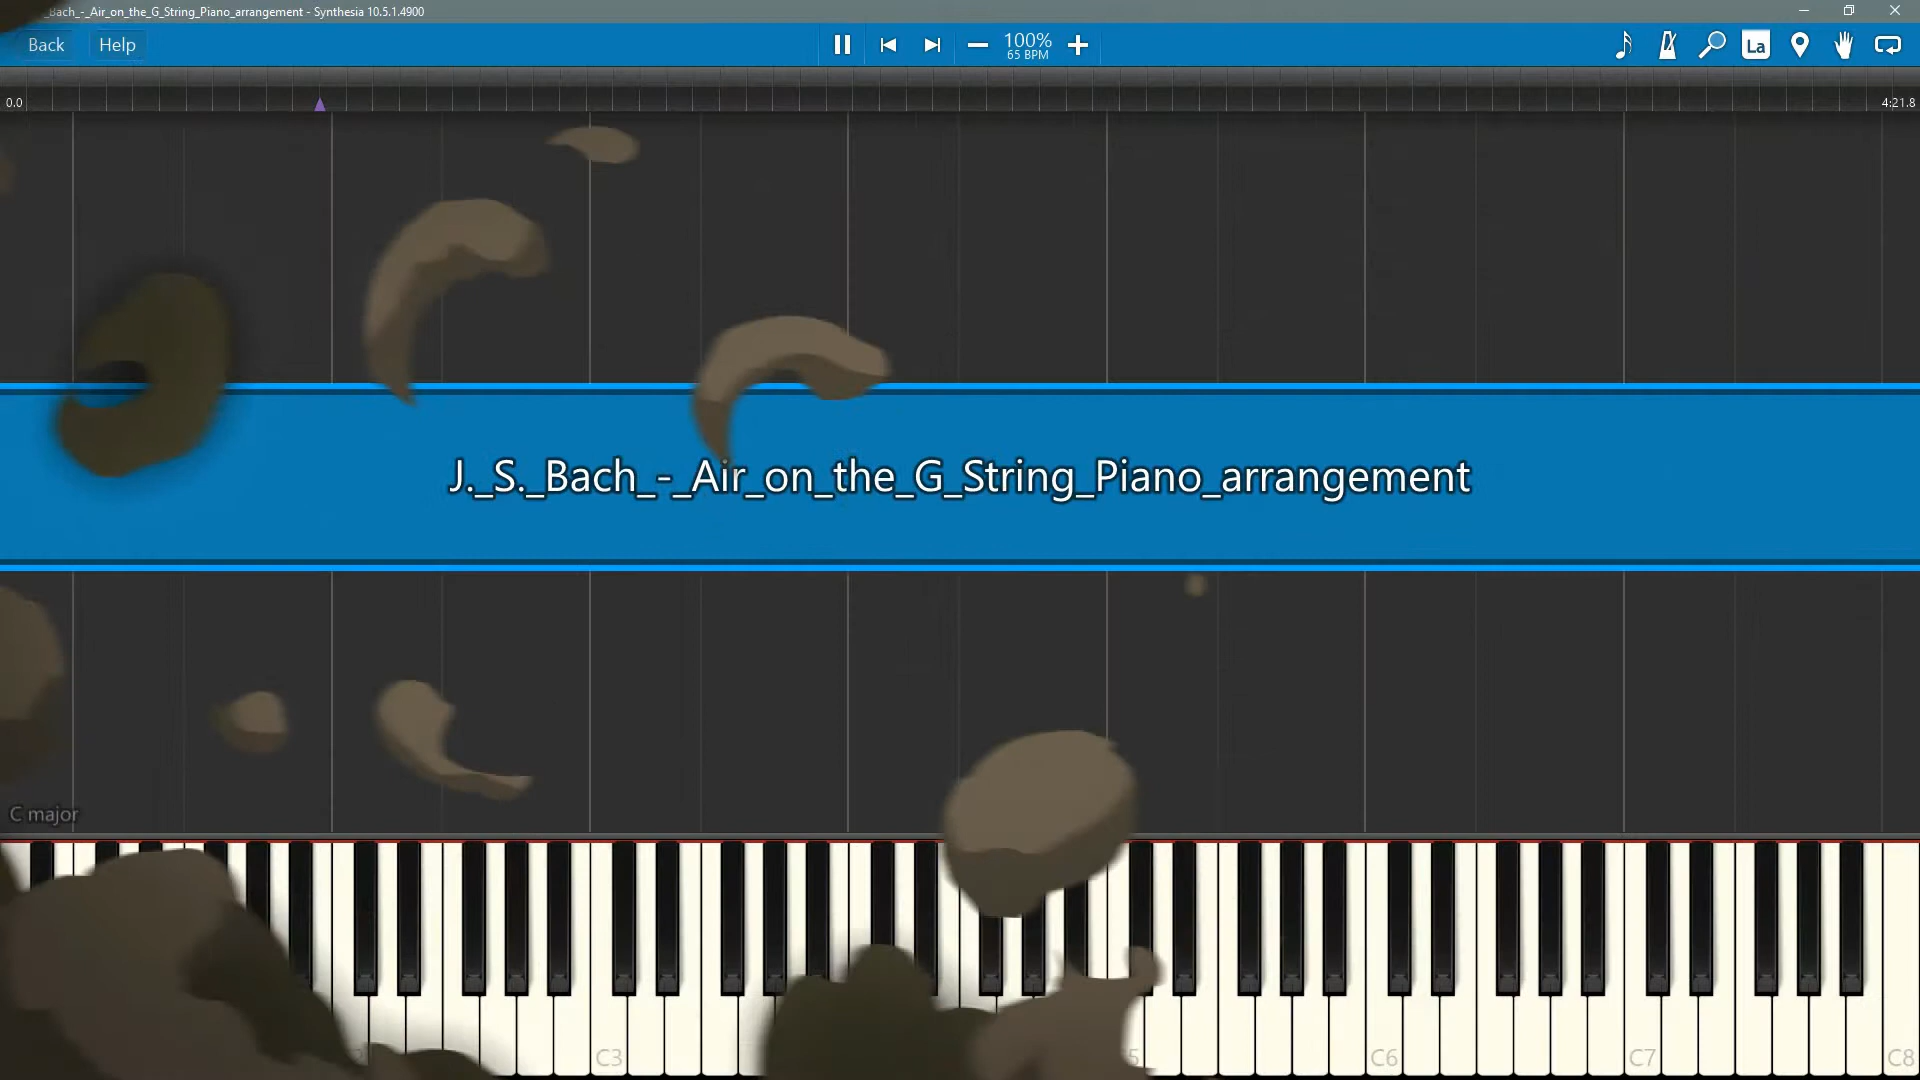 _Bach_-_Air_on_the_G_String_Piano_arrangement - Synthesia 10.5.1.4900
Back
Help
100%
65 BPM
La
0.0
4:21.8
J._S._Bach_-_Air_on_the_G_String_Piano_arrangement
C major
C3
C6
C7
C8